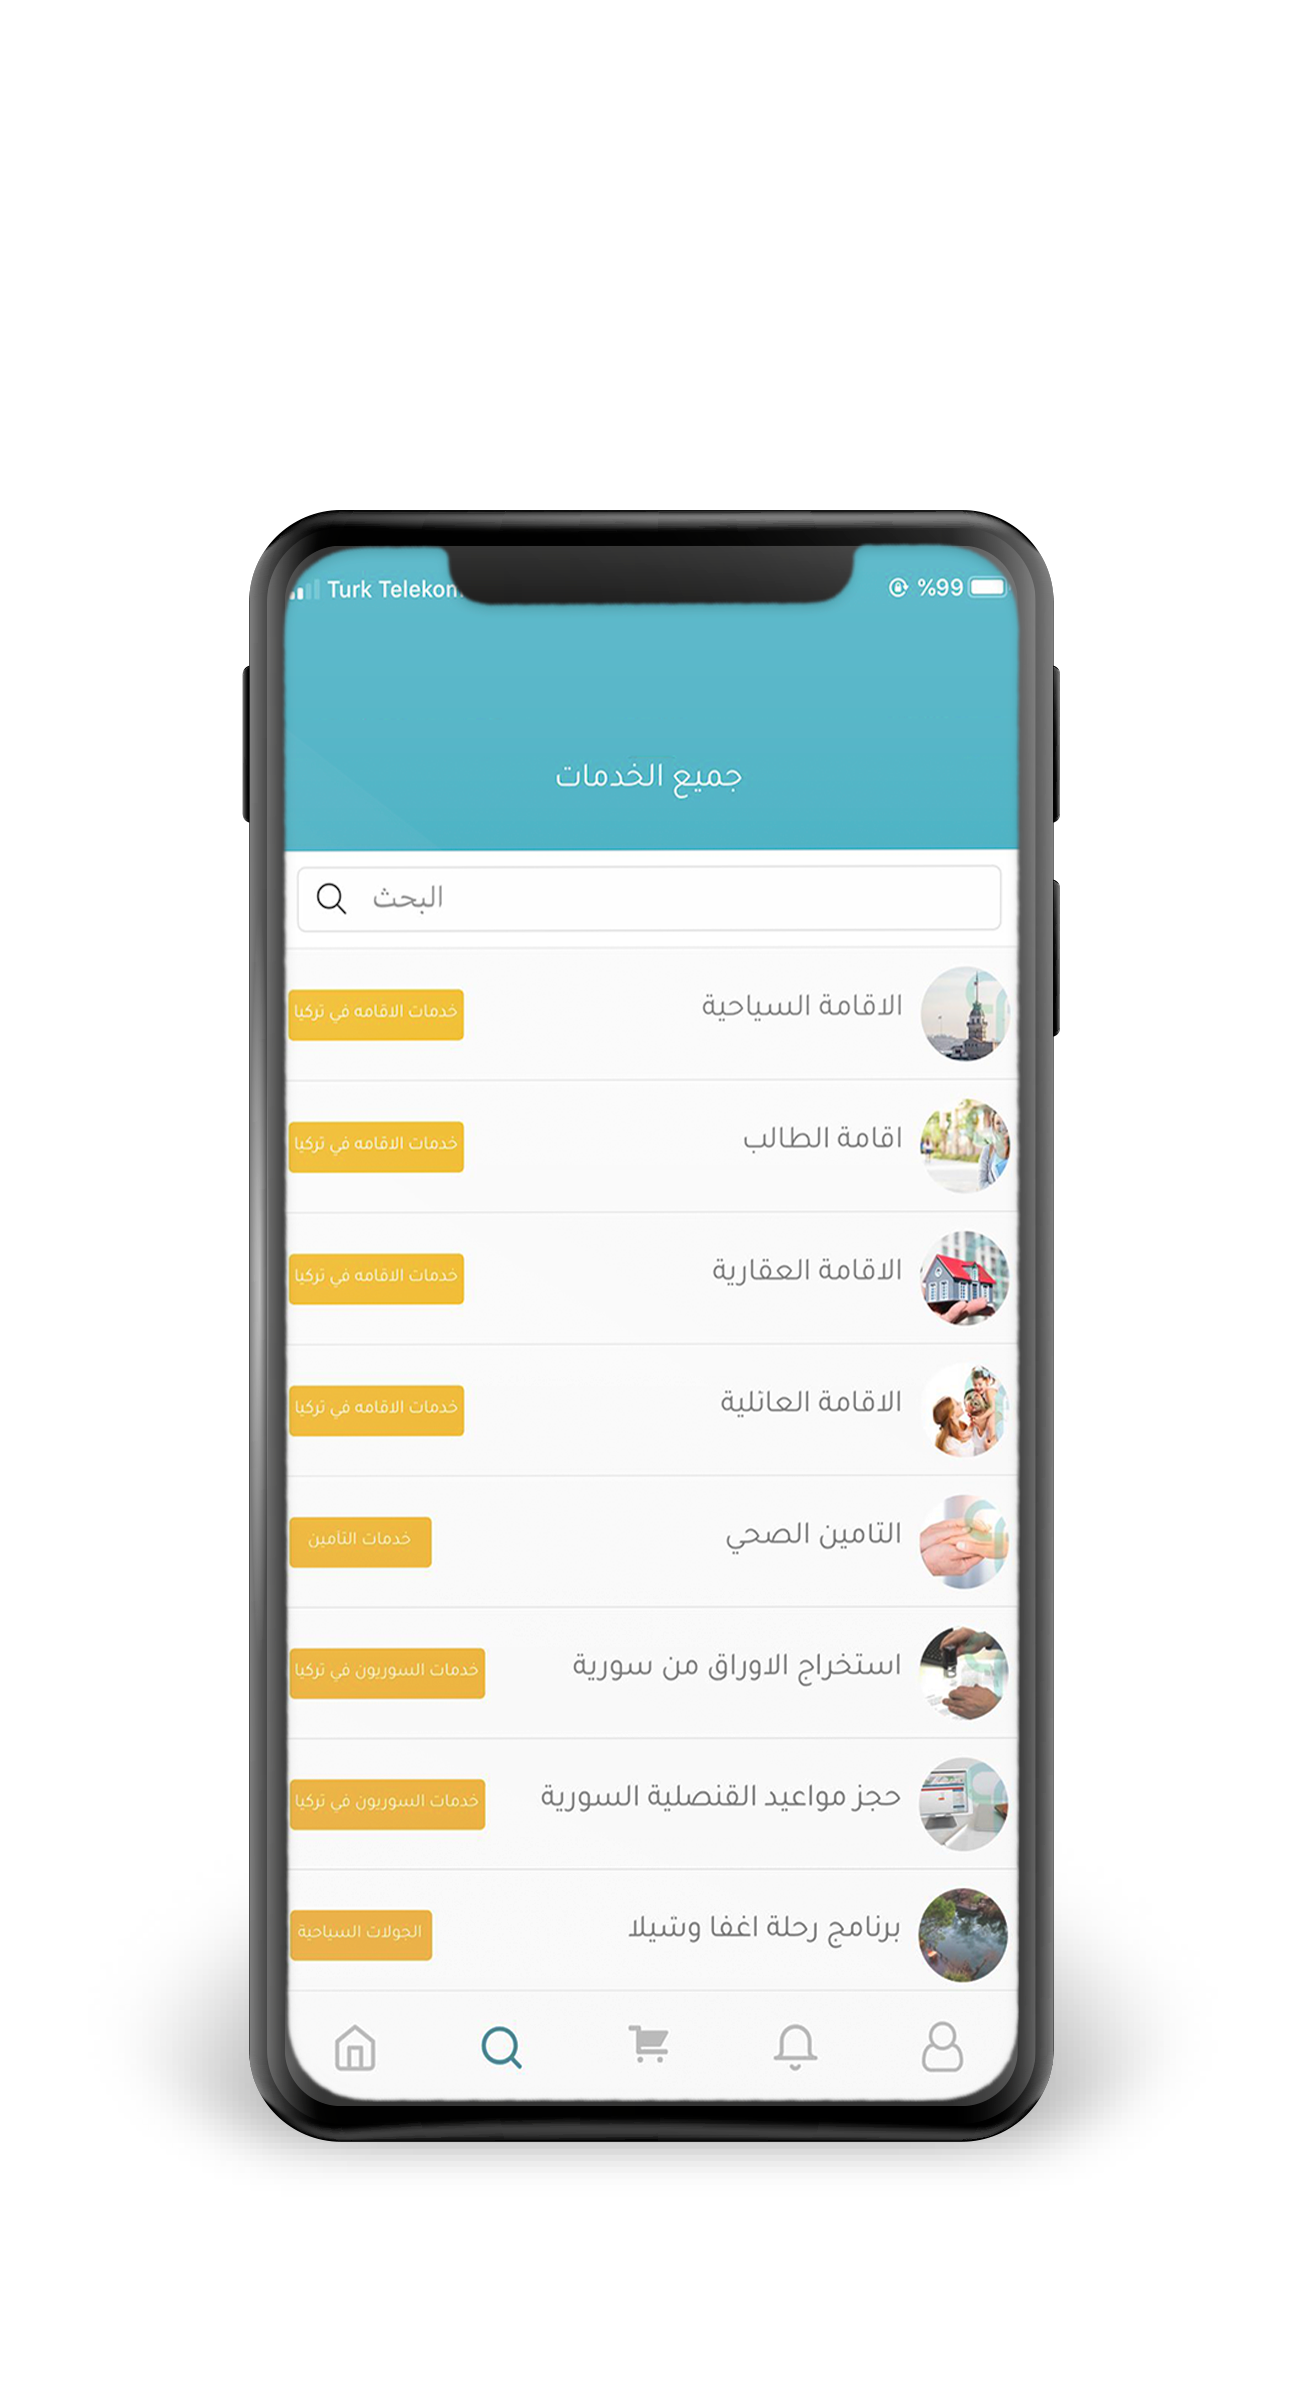 Turk Telekom %99
جميع الخدمات
البحث
الاقامة السياحية
خدمات الاقامه في تركيا
اقامة الطالب
خدمات الاقامه في تركيا
الاقامة العقارية
خدمات الاقامه في تركيا
الاقامة العائلية
خدمات الاقامه في تركيا
التامين الصحي
خدمات التأمين
استخراج الاوراق من سورية
خدمات السوريون في تركيا
حجز مواعيد القنصلية السورية
خدمات السوريون في تركيا
برنامج رحلة اغفا وشيلا
الجولات السياحية